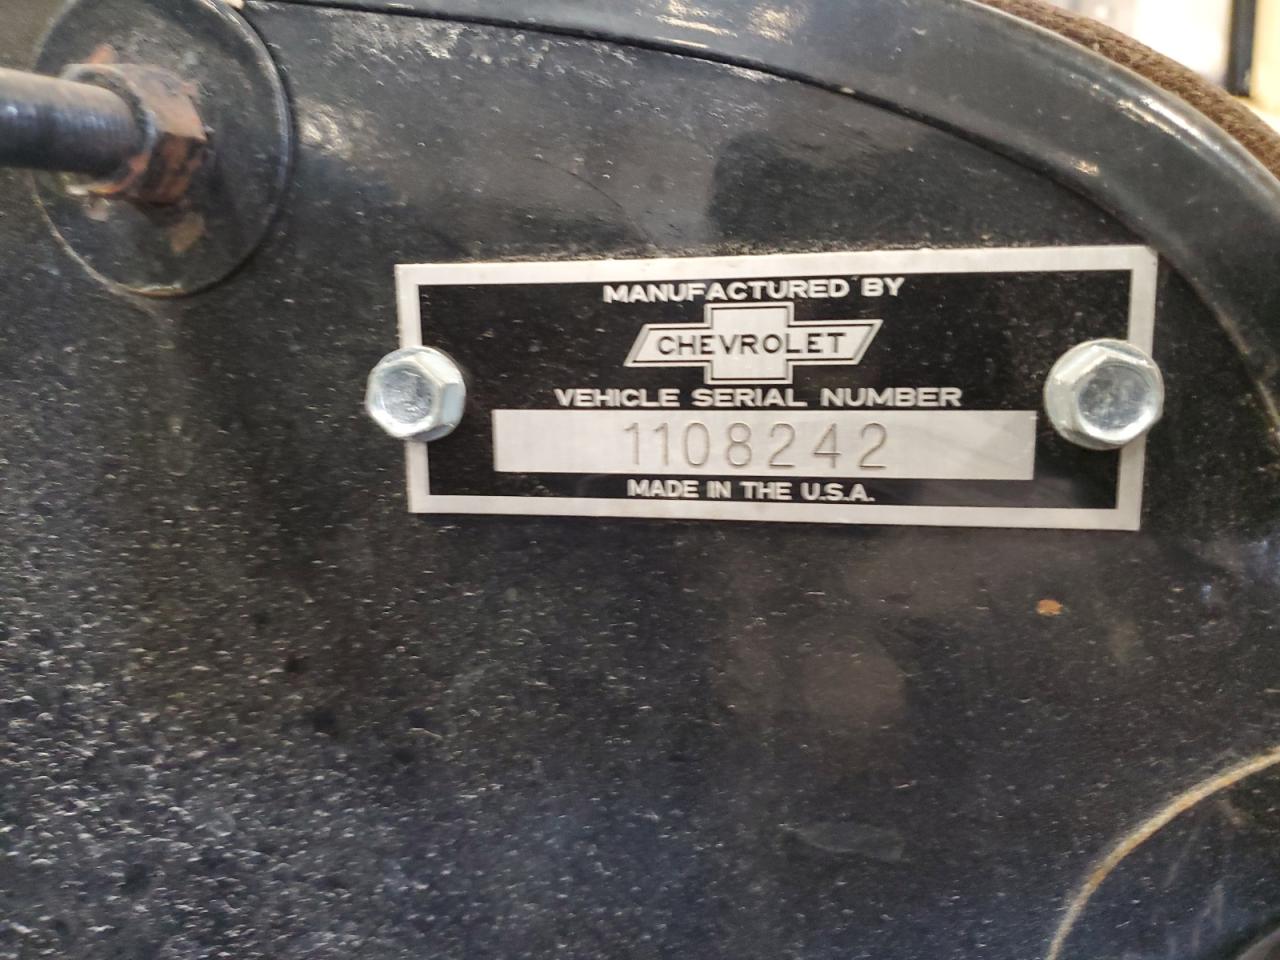 MANUFACTURED BY
CHEVROLET
VEHICLE SERIAL NUMBER
1108242
MADE IN THE U.S.A.